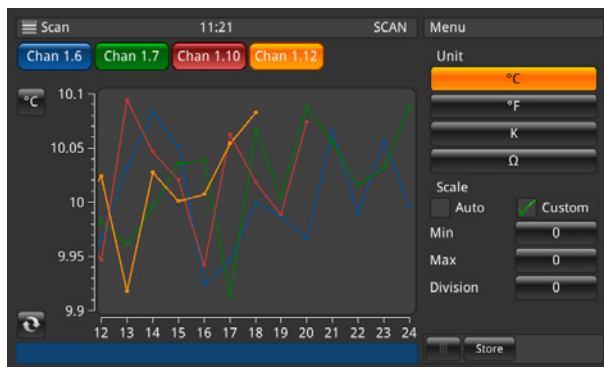 Scan 11:21 SCAN Menu
Chan 1.6 Chan 1.7 Chan 1.10 Chan 1.12
Unit
°C
°F
K
Ω
°C
10.1
10.05
10
9.95
9.9
12 13 14 15 16 17 18 19 20 21 22 23 24
Scale
Auto Custom
Min 0
Max 0
Division 0
Store